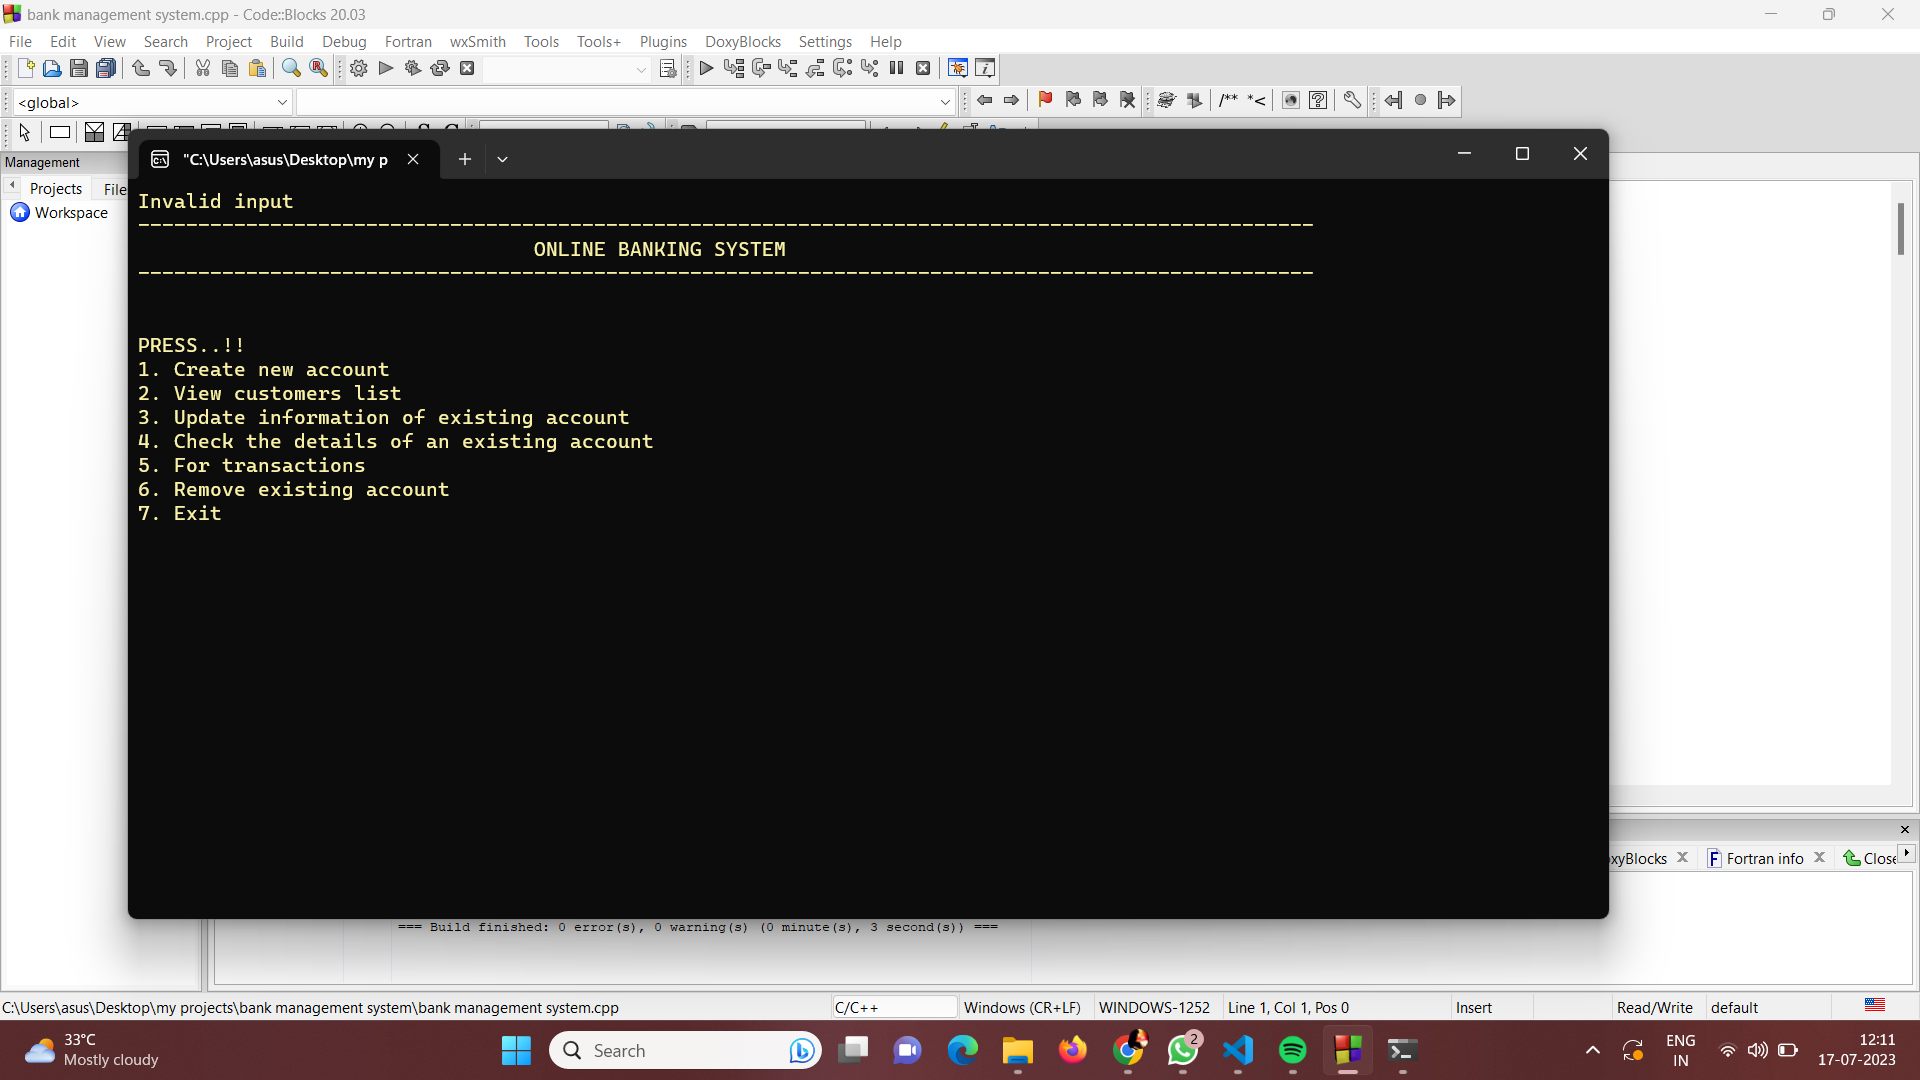 bank management system.cpp - Code::Blocks 20.03
File Edit View Search Project Build Debug Fortran wxSmith Tools Tools+ Plugins DoxyBlocks Settings Help
<global>
/** *<
Management
"C:\Users\asus\Desktop\my p
Projects
File
Workspace
Invalid input
ONLINE BANKING SYSTEM
PRESS..!!
1. Create new account
2. View customers list
3. Update information of existing account
4. Check the details of an existing account
5. For transactions
6. Remove existing account
7. Exit
oxyBlocks Fortran info Close
=== Build finished: 0 error(s), 0 warning(s) (0 minute(s), 3 second(s)) ===
C:\Users\asus\Desktop\my projects\bank management system\bank management system.cpp C/C++ Windows (CR+LF) WINDOWS-1252 Line 1, Col 1, Pos 0 Insert Read/Write default
33°C
Mostly cloudy
Search
2
ENG
IN
12:11
17-07-2023